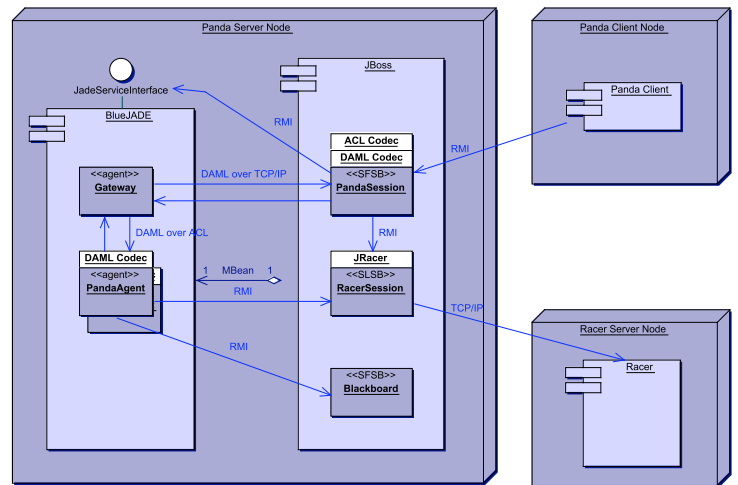 Panda Server Node
Panda Client Node
JBoss
JadeServiceInterface
Panda Client
BlueJADE
RMI
ACL Codec
DAML Codec
RMI
<<agent>>
Gateway
DAML over TCP/IP
<<SFSB>>
PandaSession
DAML over ACL
RMI
DAML Codec
JRacer
<<agent>>
PandaAgent
1 MBean 1
RMI
<<SLSB>>
RacerSession
TCP/IP
Racer Server Node
RMI
Racer
<<SFSB>>
Blackboard